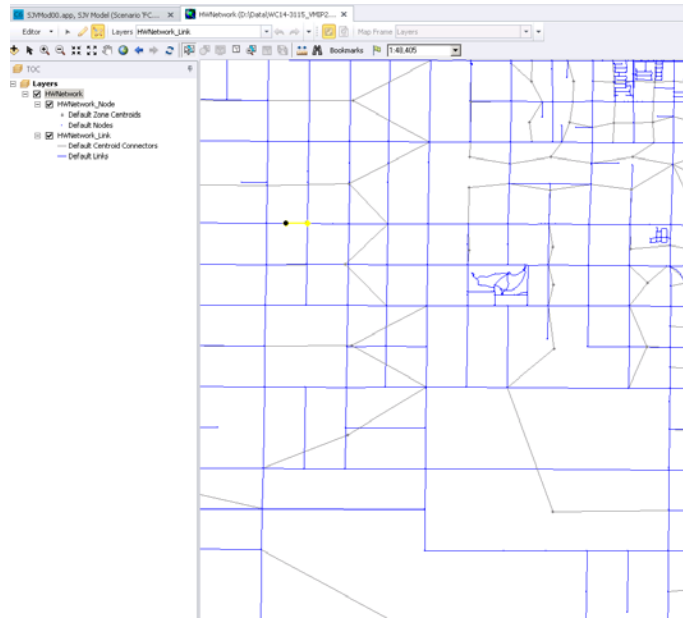 SJVMod00.app, SJV Model (Scenario 'FC...
HWNetwork (D:\Data\WC14-3115_VMIP2...
Editor
Layers HWNetwork_Link
Map Frame Layers
Bookmarks
1:48,405
TOC
Layers
HWNetwork
HWNetwork_Node
Default Zone Centroids
Default Nodes
HWNetwork_Link
Default Centroid Connectors
Default Links